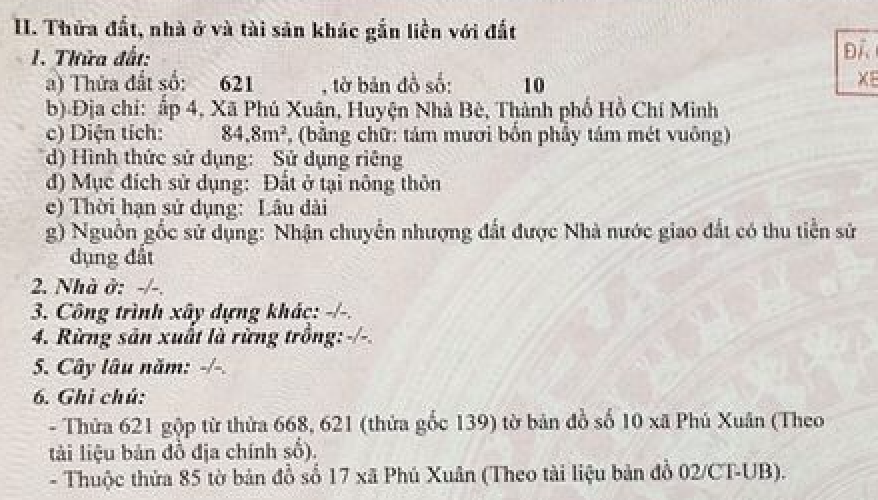 II. Thửa đất, nhà ở và tài sản khác gắn liền với đất
1. Thửa đất:
a) Thửa đất số: 621 , tờ bản đồ số: 10
b) Địa chỉ: ấp 4, Xã Phú Xuân, Huyện Nhà Bè, Thành phố Hồ Chí Minh
c) Diện tích: 84,8m², (bằng chữ: tám mươi bốn phẩy tám mét vuông)
d) Hình thức sử dụng: Sử dụng riêng
đ) Mục đích sử dụng: Đất ở tại nông thôn
e) Thời hạn sử dụng: Lâu dài
g) Nguồn gốc sử dụng: Nhận chuyển nhượng đất được Nhà nước giao đất có thu tiền sử
dụng đất
2. Nhà ở: -/-.
3. Công trình xây dựng khác: -/-.
4. Rừng sản xuất là rừng trồng: -/-.
5. Cây lâu năm: -/-.
6. Ghi chú:
- Thửa 621 gộp từ thửa 668, 621 (thửa gốc 139) tờ bản đồ số 10 xã Phú Xuân (Theo
tài liệu bản đồ địa chính số).
- Thuộc thửa 85 tờ bản đồ số 17 xã Phú Xuân (Theo tài liệu bản đồ 02/CT-UB).
ĐÃ
XE